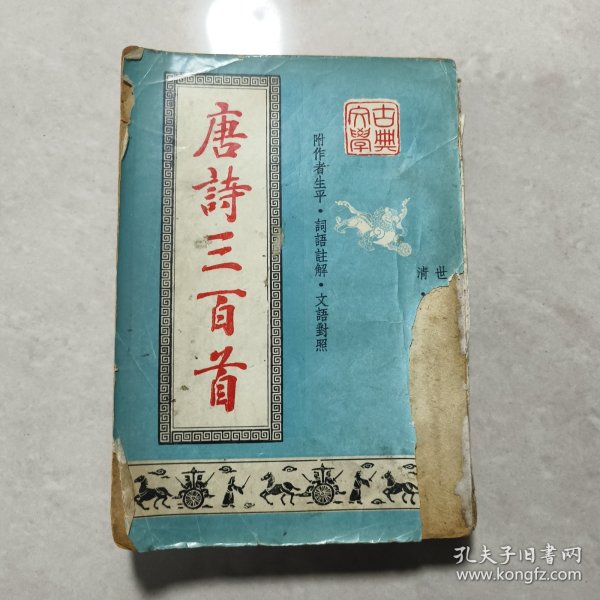 唐詩三百首
古典文學
附作者生平·詞語註解·文語對照
世
清·
孔夫子旧書网
www.kongfz.com